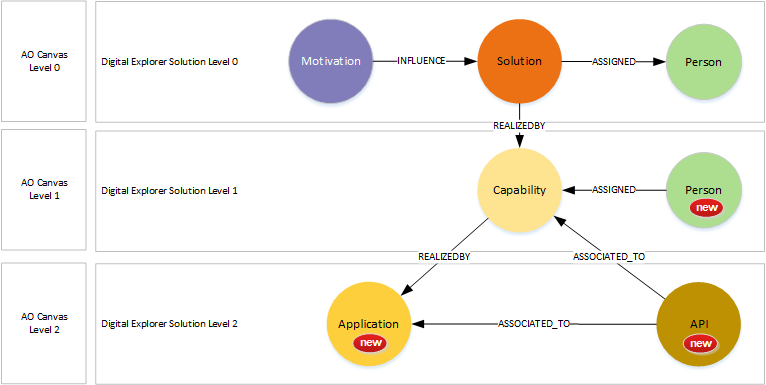 AO Canvas
Level 0
Digital Explorer Solution Level 0
Motivation
INFLUENCE
Solution
ASSIGNED
Person
REALIZEDBY
AO Canvas
Level 1
Digital Explorer Solution Level 1
Capability
ASSIGNED
Person
new
REALIZEDBY
ASSOCIATED_TO
AO Canvas
Level 2
Digital Explorer Solution Level 2
Application
new
ASSOCIATED_TO
API
new